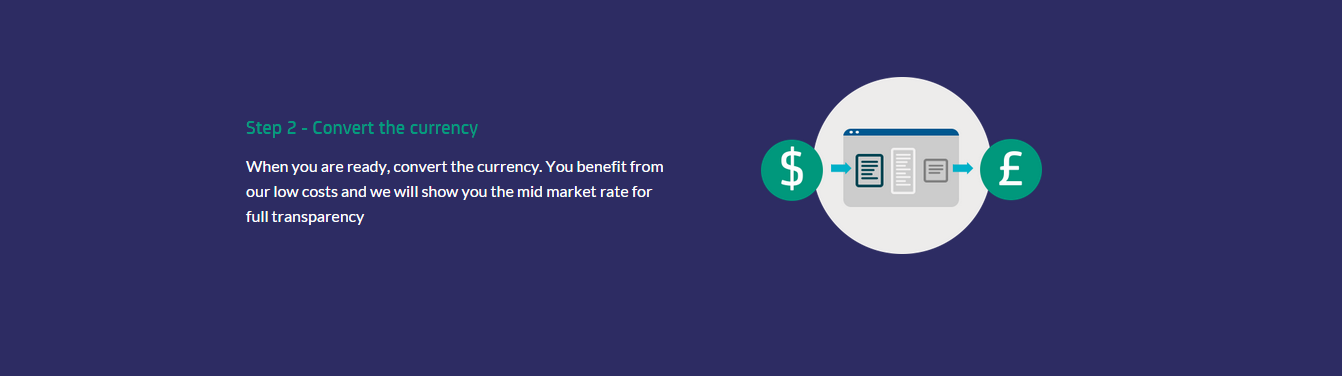 Step 2 - Convert the currency
When you are ready, convert the currency. You benefit from
our low costs and we will show you the mid market rate for
full transparency
$
£